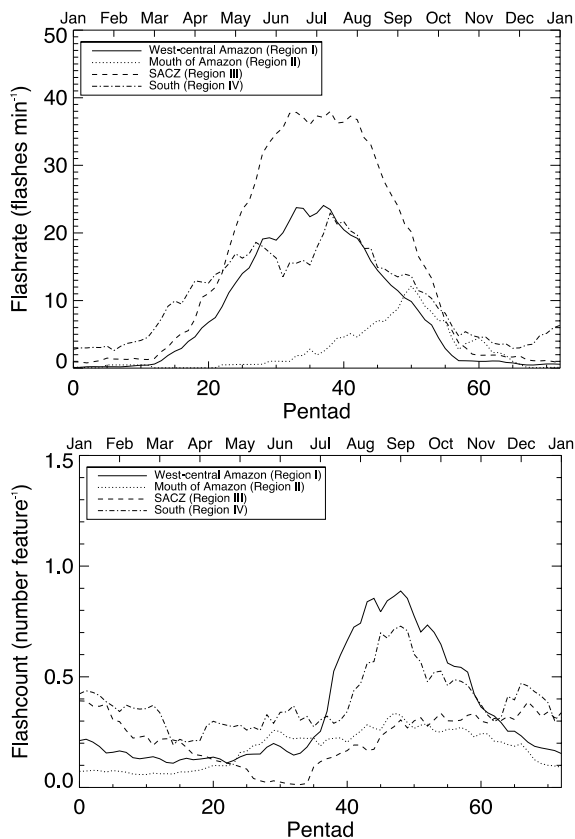 Jan Feb Mar Apr May Jun Jul Aug Sep Oct Nov Dec Jan
50
West-central Amazon (Region I)
Mouth of Amazon (Region II)
SACZ (Region III)
South (Region IV)
40
30
20
10
0
Flashrate (flashes min⁻¹)
0 20 40 60
Pentad
Jan Feb Mar Apr May Jun Jul Aug Sep Oct Nov Dec Jan
1.5
West-central Amazon (Region I)
Mouth of Amazon (Region II)
SACZ (Region III)
South (Region IV)
1.0
0.5
0.0
Flashcount (number feature⁻¹)
0 20 40 60
Pentad